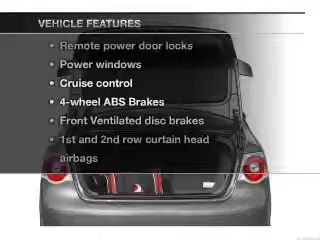 VEHICLE FEATURES
• Remote power door locks
• Power windows
• Cruise control
• 4-wheel ABS Brakes
• Front Ventilated disc brakes
• 1st and 2nd row curtain head
airbags